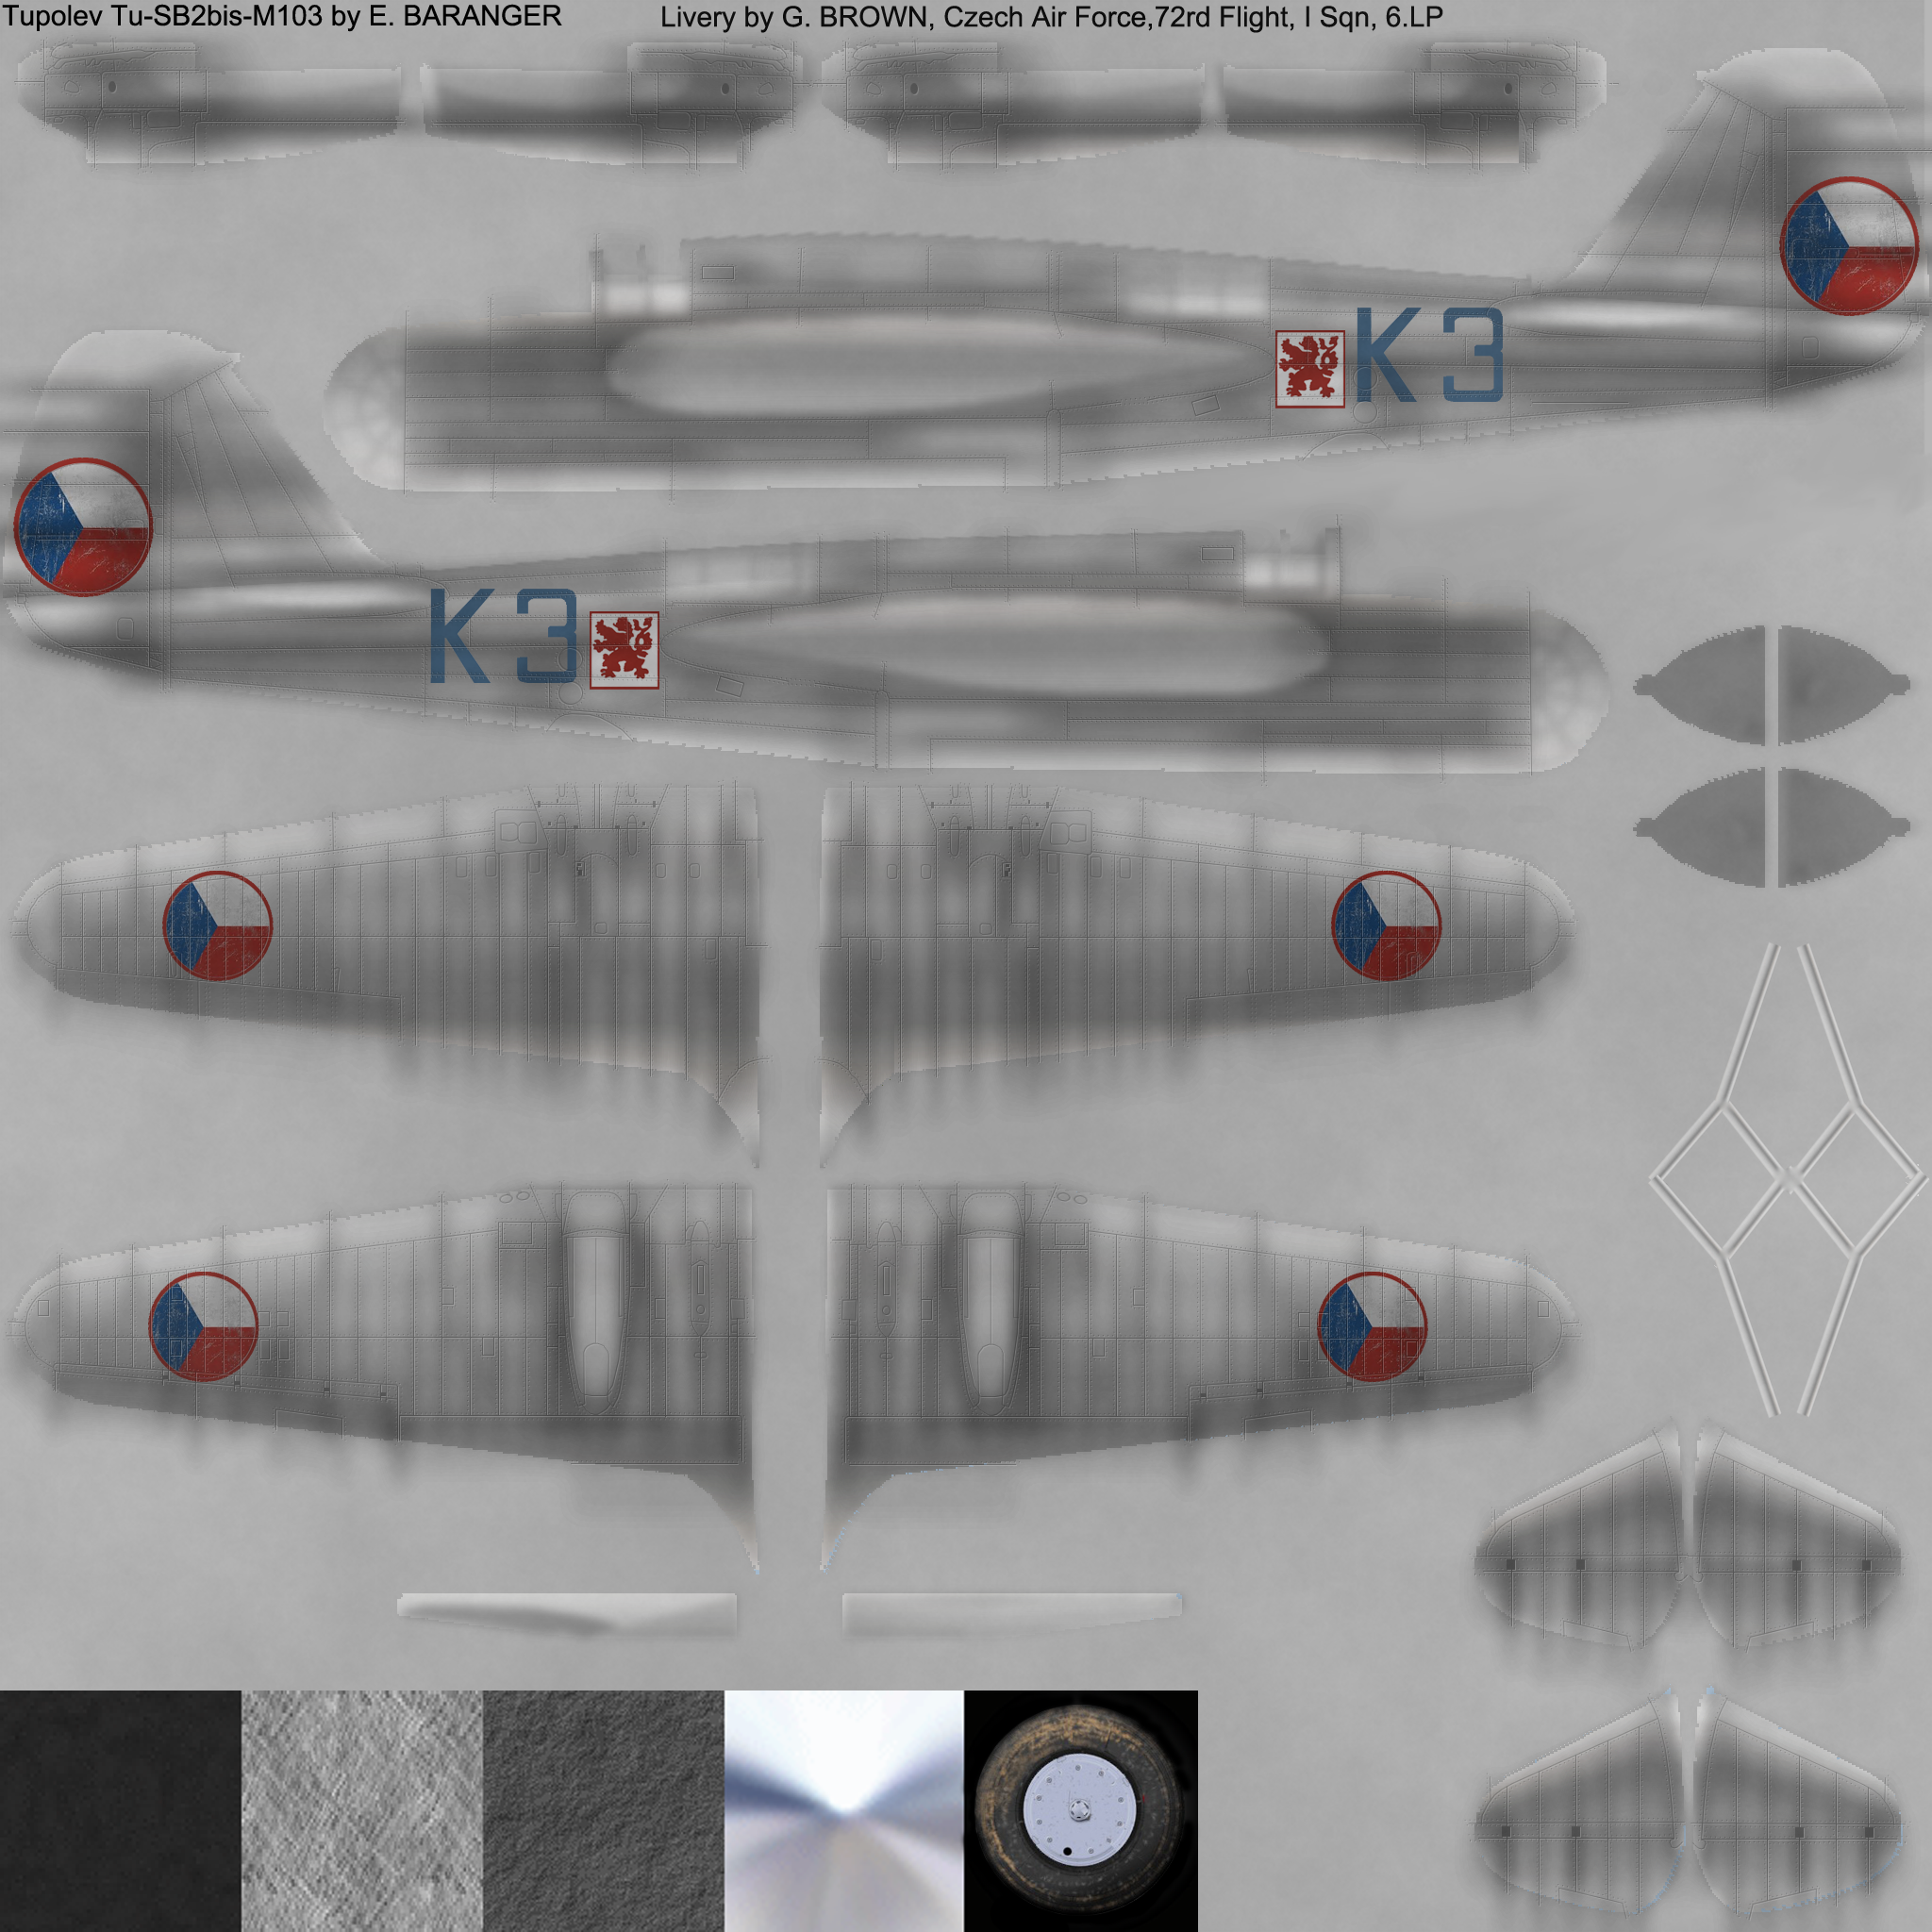 Tupolev Tu-SB2bis-M103 by E. BARANGER
Livery by G. BROWN, Czech Air Force,72rd Flight, I Sqn, 6.LP
K3
K3